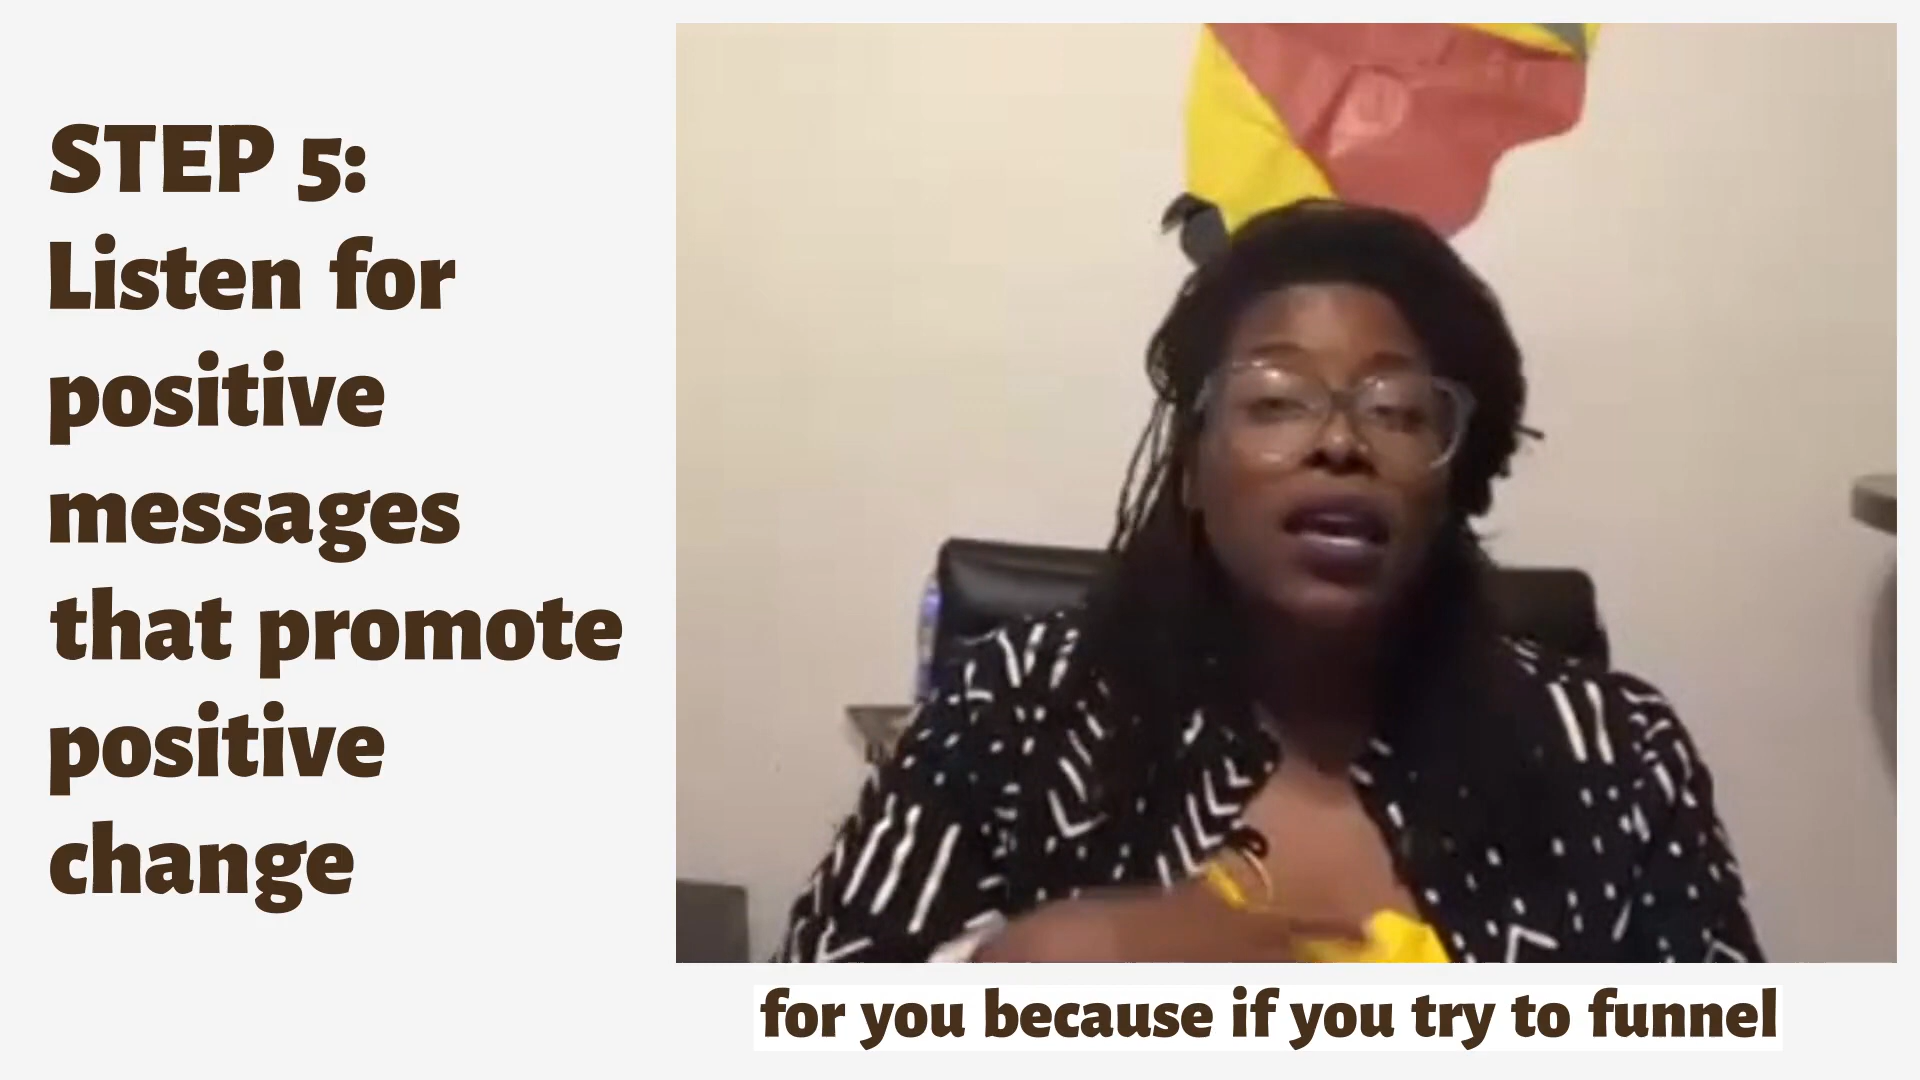 STEP 5:
Listen for
positive
messages
that promote
positive
change
for you because if you try to funnel